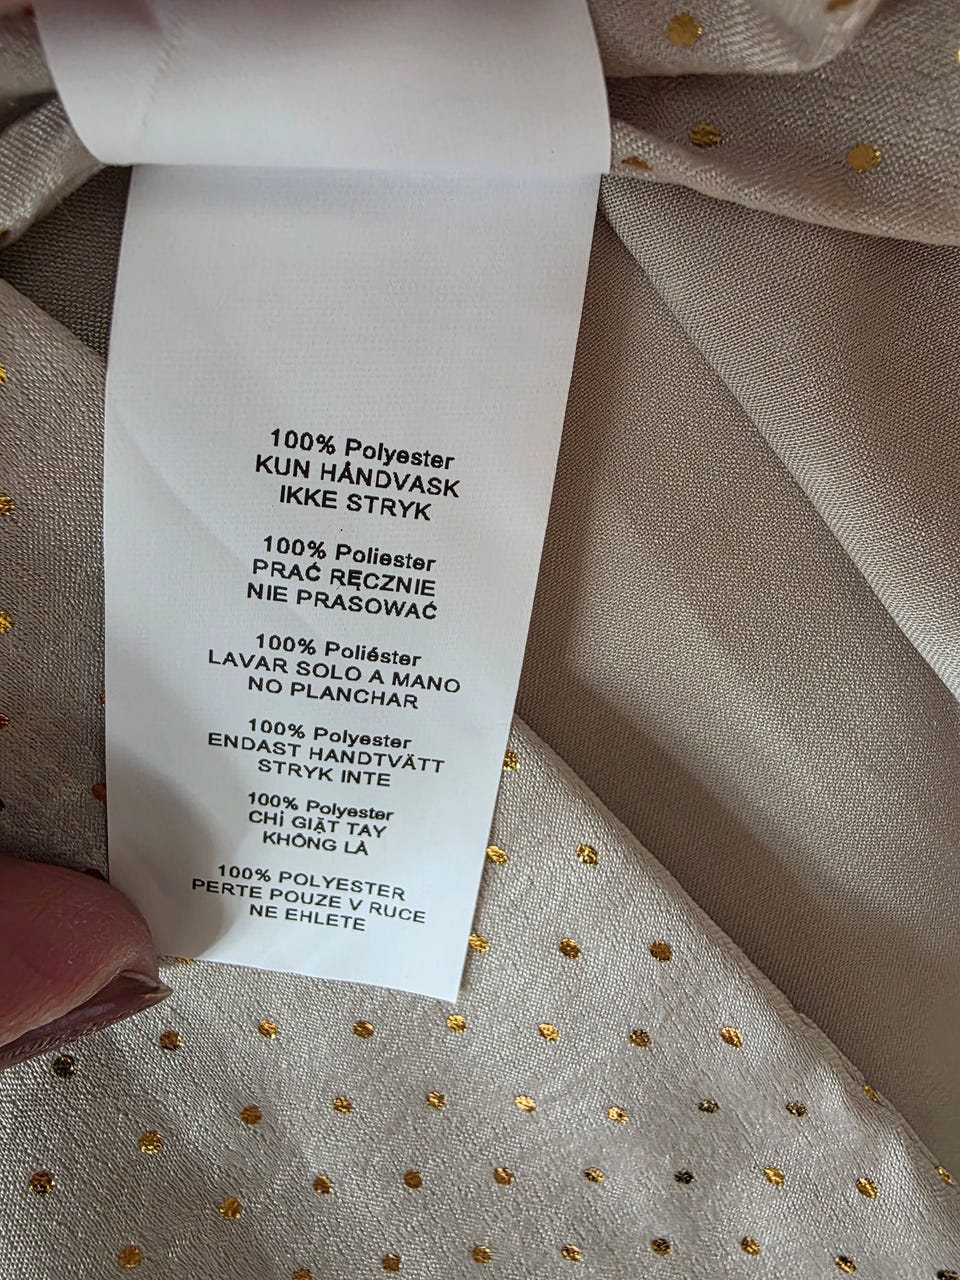 100% Polyester
KUN HÅNDVASK
IKKE STRYK
100% Poliester
PRAĆ RĘCZNIE
NIE PRASOWAĆ
100% Poliéster
LAVAR SOLO A MANO
NO PLANCHAR
100% Polyester
ENDAST HANDTVÄTT
STRYK INTE
100% Polyester
CHỈ GIẶT TAY
KHÔNG LÀ
100% POLYESTER
PERTE POUZE V RUCE
NE EHLETE